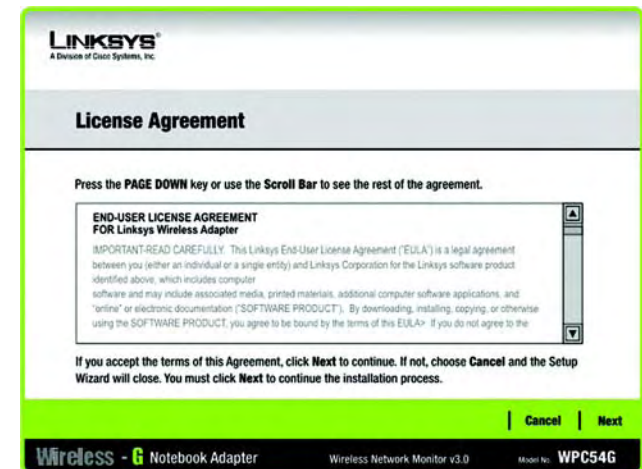 LINKSYS®
A Division of Cisco Systems, Inc.
License Agreement
Press the PAGE DOWN key or use the Scroll Bar to see the rest of the agreement.
END-USER LICENSE AGREEMENT
FOR Linksys Wireless Adapter
IMPORTANT-READ CAREFULLY. This Linksys End-User License Agreement ("EULA") is a legal agreement
between you (either an individual or a single entity) and Linksys Corporation for the Linksys software product
identified above, which includes computer
software and may include associated media, printed materials, additional computer software applications, and
"online" or electronic documentation ("SOFTWARE PRODUCT"). By downloading, installing, copying, or otherwise
using the SOFTWARE PRODUCT, you agree to be bound by the terms of this EULA> If you do not agree to the
If you accept the terms of this Agreement, click Next to continue. If not, choose Cancel and the Setup
Wizard will close. You must click Next to continue the installation process.
Cancel | Next
Wireless - G Notebook Adapter Wireless Network Monitor v3.0 Model No. WPC54G